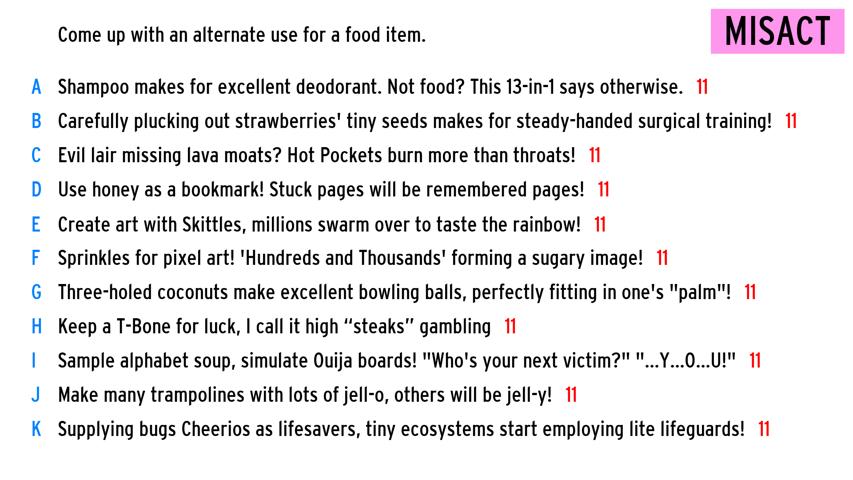 Come up with an alternate use for a food item.
MISACT
A Shampoo makes for excellent deodorant. Not food? This 13-in-1 says otherwise. 11
B Carefully plucking out strawberries' tiny seeds makes for steady-handed surgical training! 11
C Evil lair missing lava moats? Hot Pockets burn more than throats! 11
D Use honey as a bookmark! Stuck pages will be remembered pages! 11
E Create art with Skittles, millions swarm over to taste the rainbow! 11
F Sprinkles for pixel art! 'Hundreds and Thousands' forming a sugary image! 11
G Three-holed coconuts make excellent bowling balls, perfectly fitting in one's "palm"! 11
H Keep a T-Bone for luck, I call it high “steaks” gambling 11
I Sample alphabet soup, simulate Ouija boards! "Who's your next victim?" "...Y...O...U!" 11
J Make many trampolines with lots of jell-o, others will be jell-y! 11
K Supplying bugs Cheerios as lifesavers, tiny ecosystems start employing lite lifeguards! 11